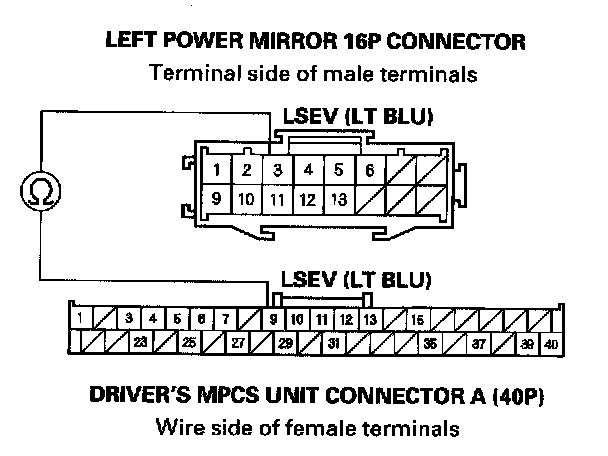 LEFT POWER MIRROR 16P CONNECTOR
Terminal side of male terminals
LSEV (LT BLU)
1 2 3 4 5 6
9 10 11 12 13
Ω
LSEV (LT BLU)
1 3 4 5 6 7 9 10 11 12 13 15
23 25 27 29 31 35 37 39 40
DRIVER'S MPCS UNIT CONNECTOR A (40P)
Wire side of female terminals